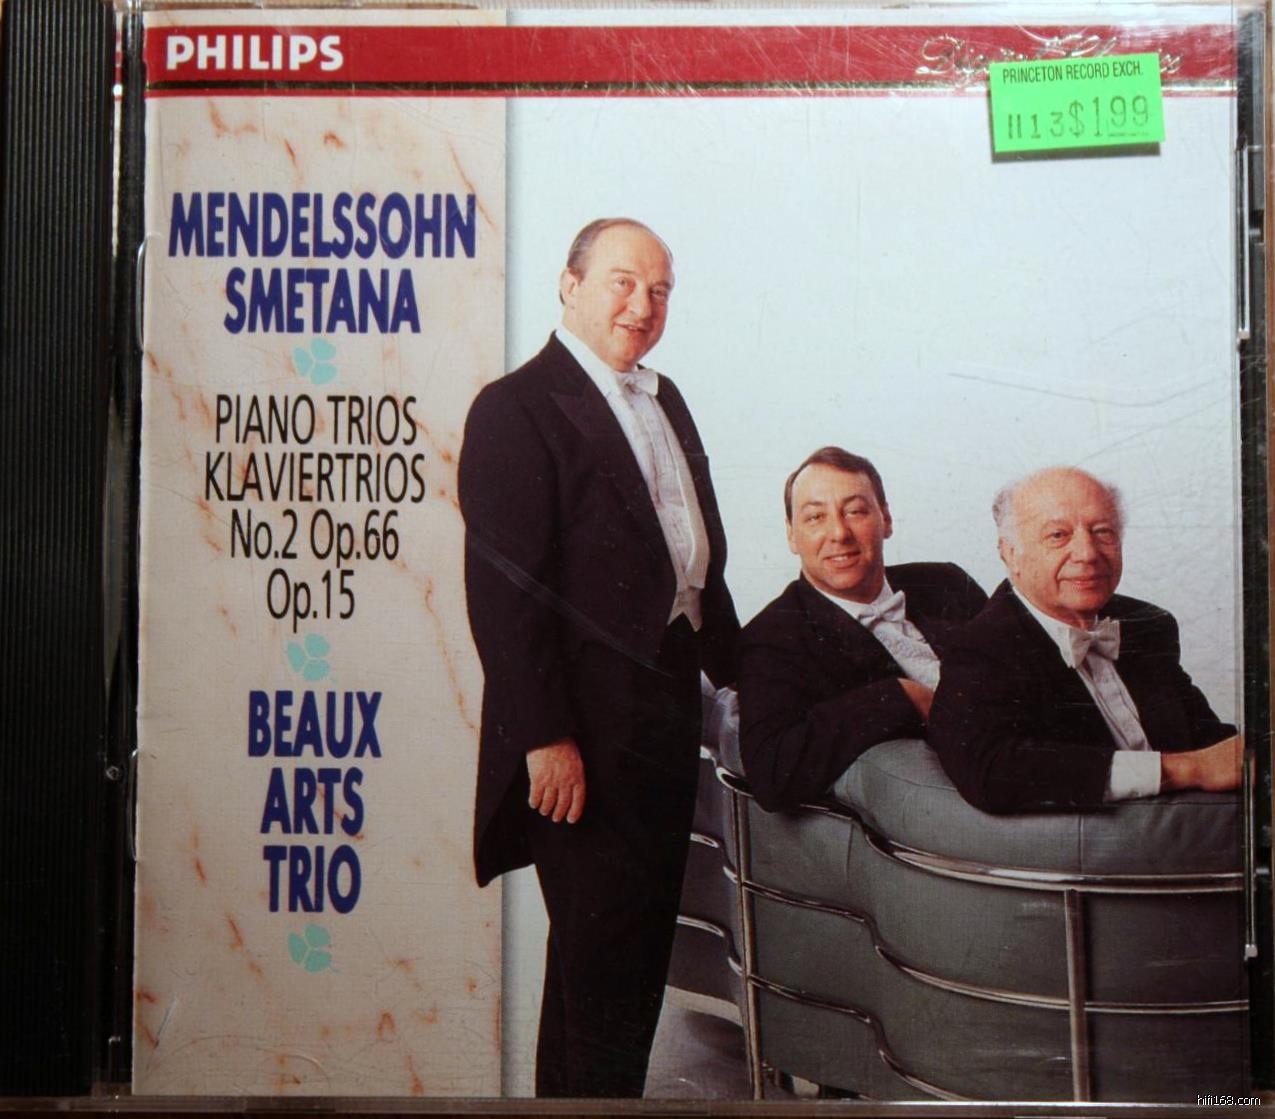 PHILIPS
PRINCETON RECORD EXCH.
1113$1.99
MENDELSSOHN
SMETANA
PIANO TRIOS
KLAVIERTRIOS
No.2 Op.66
Op.15
BEAUX
ARTS
TRIO
hifi168.com